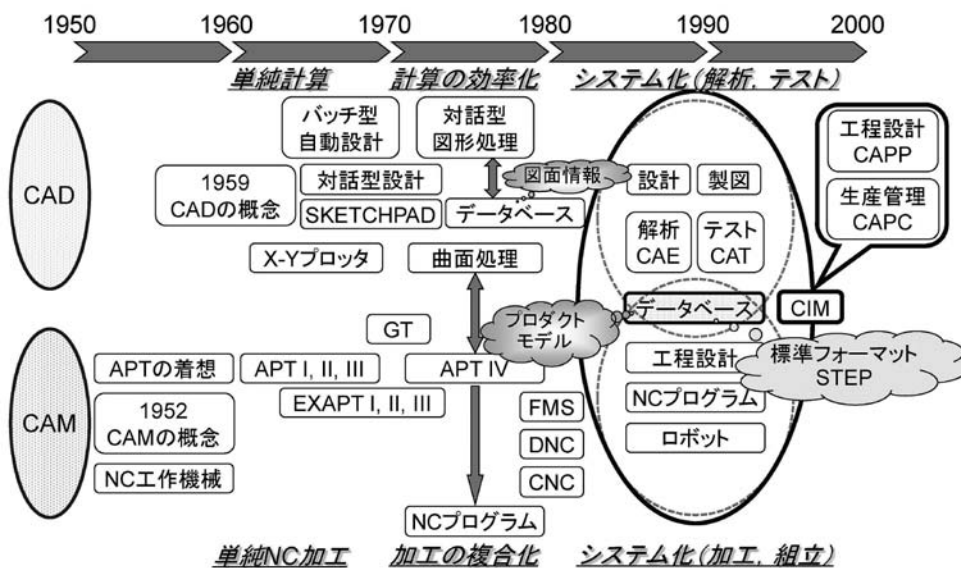 1950
1960
1970
1980
1990
2000
単純計算
計算の効率化
システム化(解析, テスト)
CAD
バッチ型
自動設計
対話型
図形処理
工程設計
CAPP
1959
CADの概念
対話型設計
図面情報
設計
製図
生産管理
CAPC
SKETCHPAD
データベース
解析
CAE
テスト
CAT
X-Yプロッタ
曲面処理
データベース
CIM
プロダクト
モデル
GT
標準フォーマット
STEP
CAM
APTの着想
APT I, II, III
APT IV
工程設計
EXAPT I, II, III
1952
CAMの概念
FMS
NCプログラム
DNC
ロボット
NC工作機械
CNC
NCプログラム
単純NC加工
加工の複合化
システム化(加工, 組立)